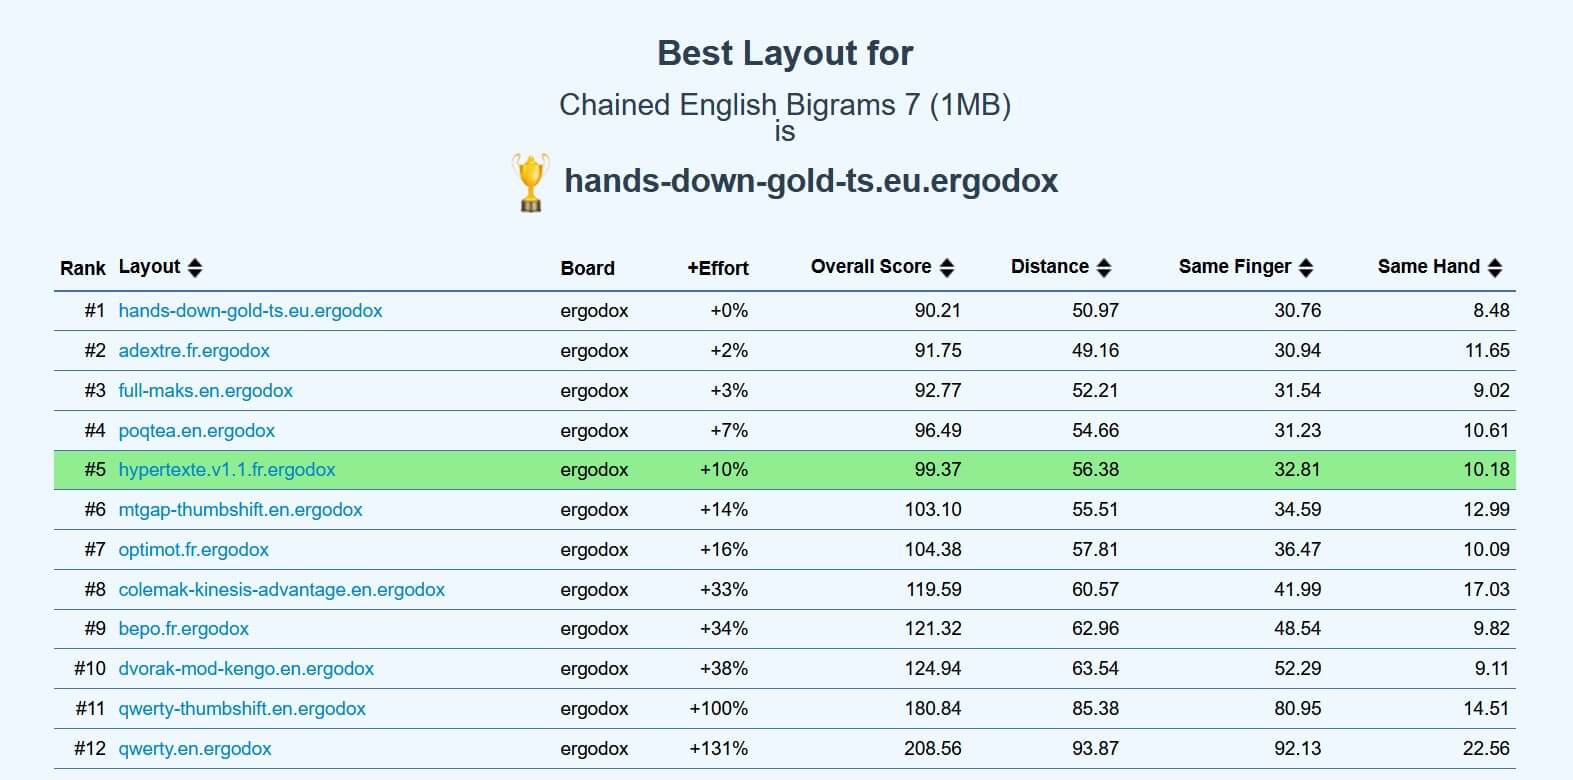 Best Layout for
Chained English Bigrams 7 (1MB)
is
hands-down-gold-ts.eu.ergodox
Rank Layout Board +Effort Overall Score Distance Same Finger Same Hand
#1 hands-down-gold-ts.eu.ergodox ergodox +0% 90.21 50.97 30.76 8.48
#2 adextre.fr.ergodox ergodox +2% 91.75 49.16 30.94 11.65
#3 full-maks.en.ergodox ergodox +3% 92.77 52.21 31.54 9.02
#4 poqtea.en.ergodox ergodox +7% 96.49 54.66 31.23 10.61
#5 hypertexte.v1.1.fr.ergodox ergodox +10% 99.37 56.38 32.81 10.18
#6 mtgap-thumbshift.en.ergodox ergodox +14% 103.10 55.51 34.59 12.99
#7 optimot.fr.ergodox ergodox +16% 104.38 57.81 36.47 10.09
#8 colemak-kinesis-advantage.en.ergodox ergodox +33% 119.59 60.57 41.99 17.03
#9 bepo.fr.ergodox ergodox +34% 121.32 62.96 48.54 9.82
#10 dvorak-mod-kengo.en.ergodox ergodox +38% 124.94 63.54 52.29 9.11
#11 qwerty-thumbshift.en.ergodox ergodox +100% 180.84 85.38 80.95 14.51
#12 qwerty.en.ergodox ergodox +131% 208.56 93.87 92.13 22.56